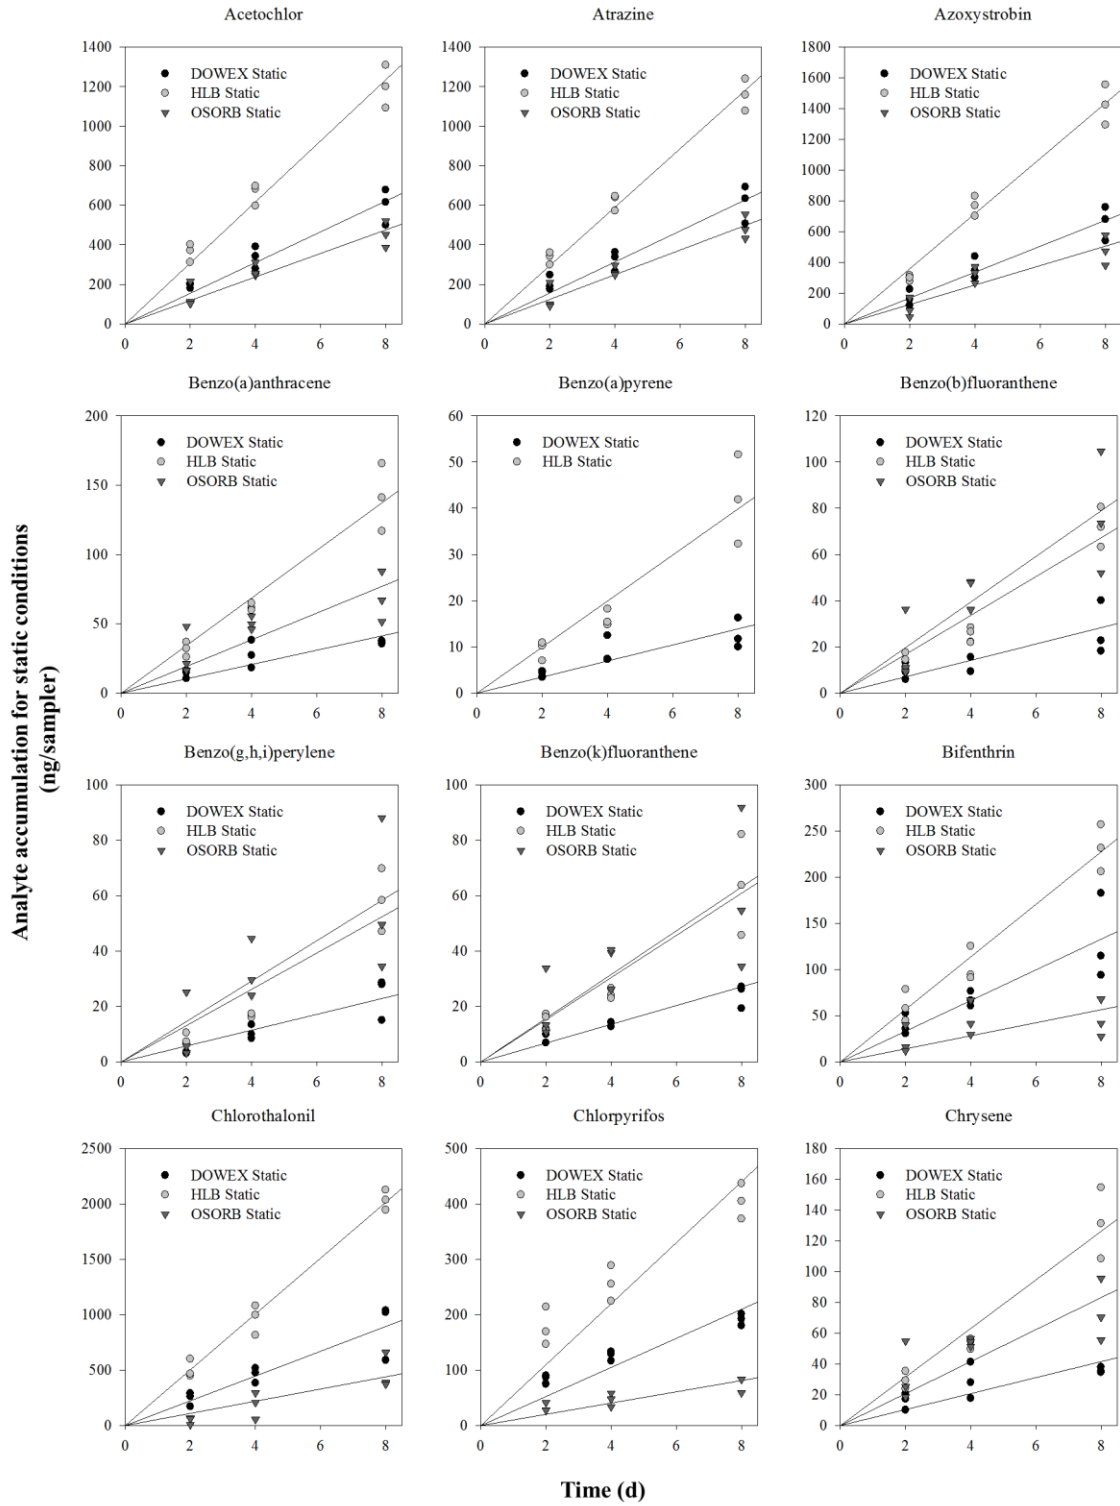 Acetochlor
1400
1200
1000
800
600
400
200
0
0 2 4 6 8
DOWEX Static
HLB Static
OSORB Static
Atrazine
1400
1200
1000
800
600
400
200
0
0 2 4 6 8
DOWEX Static
HLB Static
OSORB Static
Azoxystrobin
1800
1600
1400
1200
1000
800
600
400
200
0
0 2 4 6 8
DOWEX Static
HLB Static
OSORB Static
Benzo(a)anthracene
200
150
100
50
0
0 2 4 6 8
DOWEX Static
HLB Static
OSORB Static
Benzo(a)pyrene
60
50
40
30
20
10
0
0 2 4 6 8
DOWEX Static
HLB Static
Benzo(b)fluoranthene
120
100
80
60
40
20
0
0 2 4 6 8
DOWEX Static
HLB Static
OSORB Static
Analyte accumulation for static conditions
(ng/sampler)
Benzo(g,h,i)perylene
100
80
60
40
20
0
0 2 4 6 8
DOWEX Static
HLB Static
OSORB Static
Benzo(k)fluoranthene
100
80
60
40
20
0
0 2 4 6 8
DOWEX Static
HLB Static
OSORB Static
Bifenthrin
300
250
200
150
100
50
0
0 2 4 6 8
DOWEX Static
HLB Static
OSORB Static
Chlorothalonil
2500
2000
1500
1000
500
0
0 2 4 6 8
DOWEX Static
HLB Static
OSORB Static
Chlorpyrifos
500
400
300
200
100
0
0 2 4 6 8
DOWEX Static
HLB Static
OSORB Static
Chrysene
180
160
140
120
100
80
60
40
20
0
0 2 4 6 8
DOWEX Static
HLB Static
OSORB Static
Time (d)